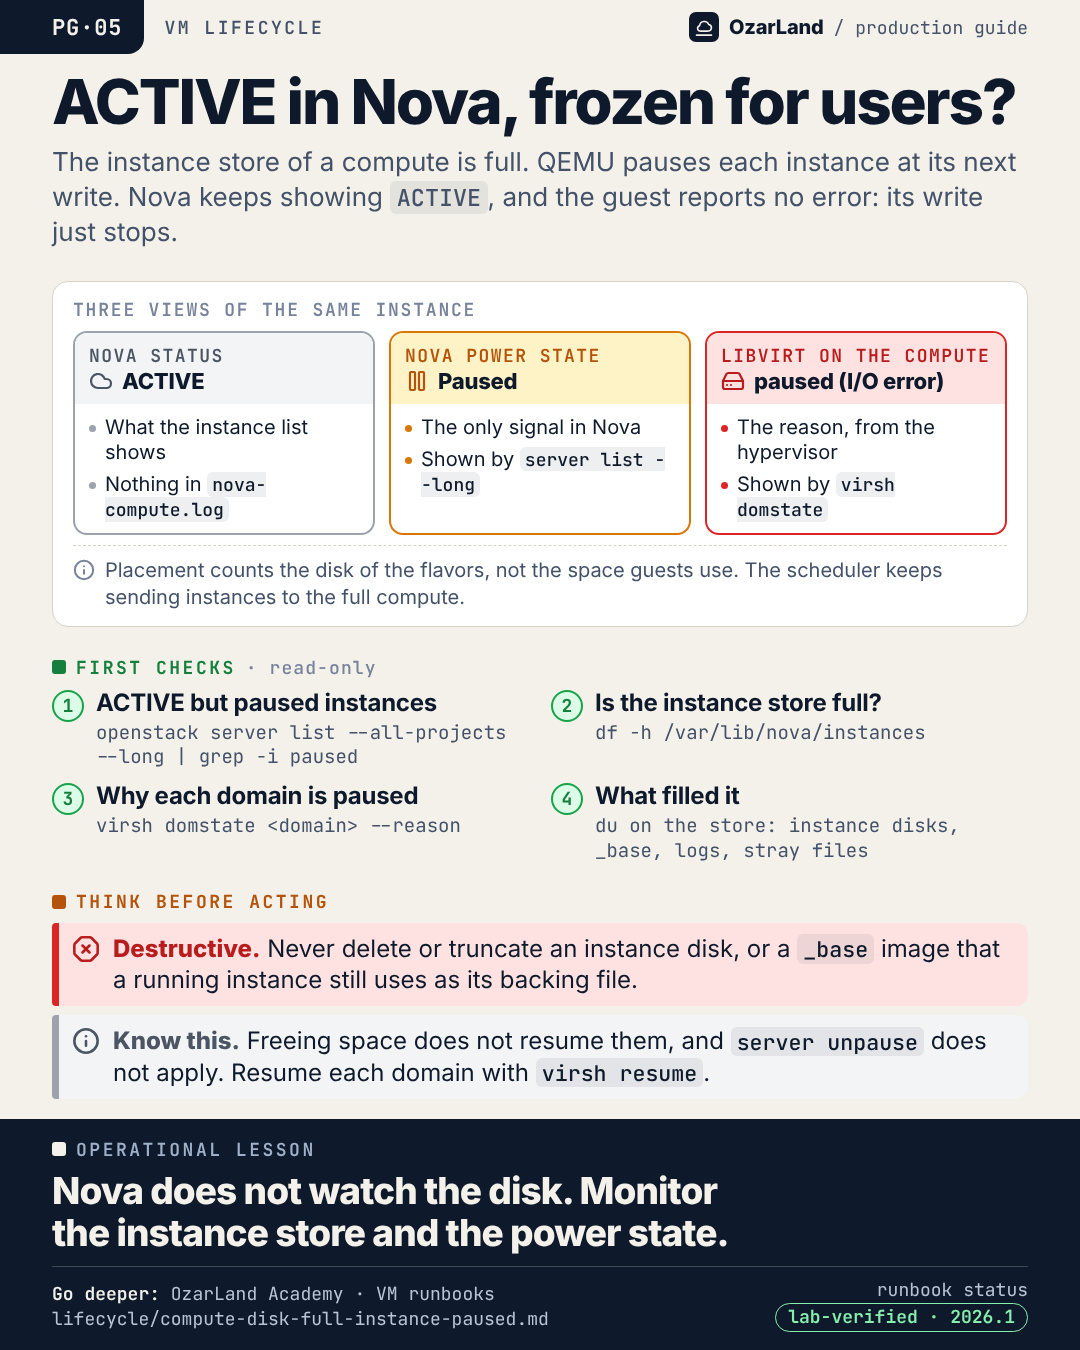 PG·05 VM LIFECYCLE OzarLand / production guide
ACTIVE in Nova, frozen for users?
The instance store of a compute is full. QEMU pauses each instance at its next
write. Nova keeps showing ACTIVE, and the guest reports no error: its write
just stops.
THREE VIEWS OF THE SAME INSTANCE
NOVA STATUS
ACTIVE
What the instance list
shows
Nothing in nova-
compute.log
NOVA POWER STATE
Paused
The only signal in Nova
Shown by server list -
-long
LIBVIRT ON THE COMPUTE
paused (I/O error)
The reason, from the
hypervisor
Shown by virsh
domstate
Placement counts the disk of the flavors, not the space guests use. The scheduler keeps
sending instances to the full compute.
FIRST CHECKS · read-only
1 ACTIVE but paused instances
openstack server list --all-projects
--long | grep -i paused
2 Is the instance store full?
df -h /var/lib/nova/instances
3 Why each domain is paused
virsh domstate <domain> --reason
4 What filled it
du on the store: instance disks,
_base, logs, stray files
THINK BEFORE ACTING
Destructive. Never delete or truncate an instance disk, or a _base image that
a running instance still uses as its backing file.
Know this. Freeing space does not resume them, and server unpause does
not apply. Resume each domain with virsh resume.
OPERATIONAL LESSON
Nova does not watch the disk. Monitor
the instance store and the power state.
Go deeper: OzarLand Academy · VM runbooks
lifecycle/compute-disk-full-instance-paused.md
runbook status
lab-verified · 2026.1